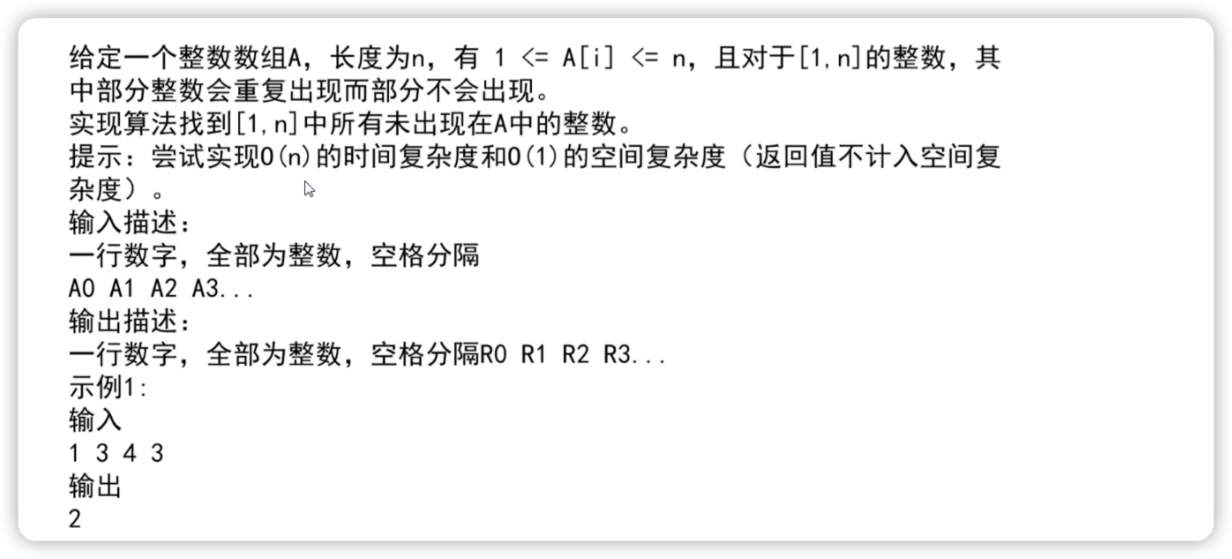 给定一个整数数组A，长度为n，有 1 <= A[i] <= n，且对于[1,n]的整数，其
中部分整数会重复出现而部分不会出现。
实现算法找到[1,n]中所有未出现在A中的整数。
提示：尝试实现O(n)的时间复杂度和O(1)的空间复杂度（返回值不计入空间复
杂度）。
输入描述：
一行数字，全部为整数，空格分隔
A0 A1 A2 A3...
输出描述：
一行数字，全部为整数，空格分隔R0 R1 R2 R3...
示例1:
输入
1 3 4 3
输出
2